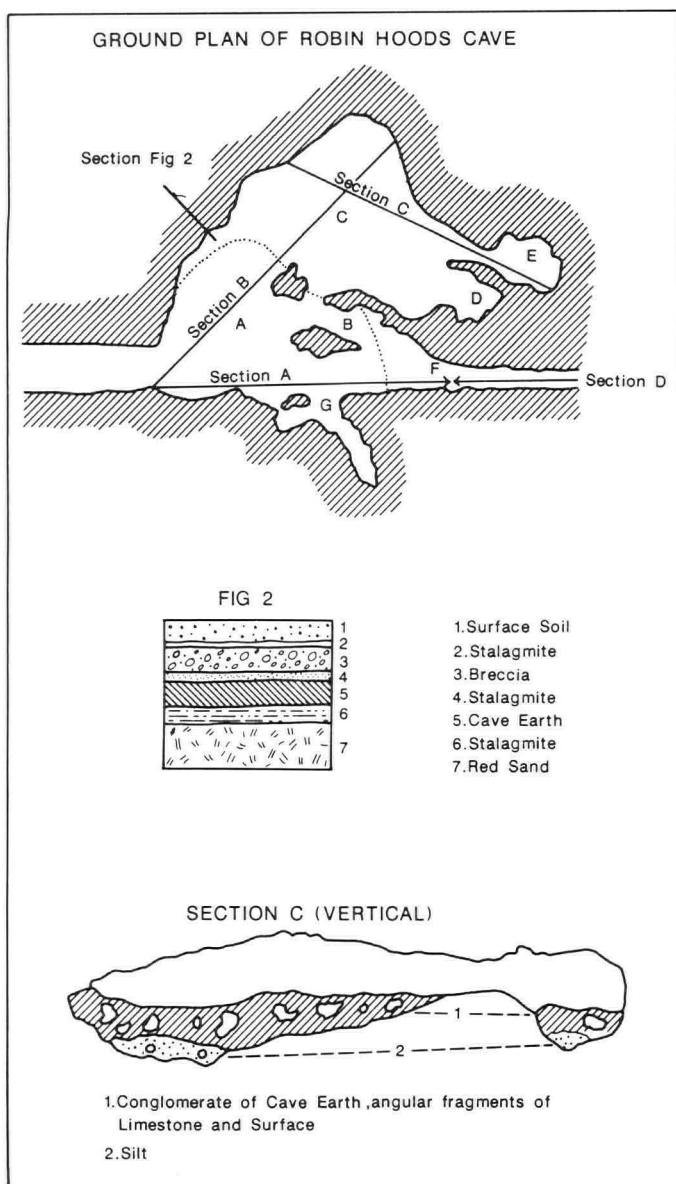 GROUND PLAN OF ROBIN HOODS CAVE
Section Fig 2
Section C
C
E
Section B
D
A
B
F
Section A
Section D
G
FIG 2
1
2
3
4
5
6
7
1.Surface Soil
2.Stalagmite
3.Breccia
4.Stalagmite
5.Cave Earth
6.Stalagmite
7.Red Sand
SECTION C (VERTICAL)
1
2
1.Conglomerate of Cave Earth ,angular fragments of
Limestone and Surface
2.Silt